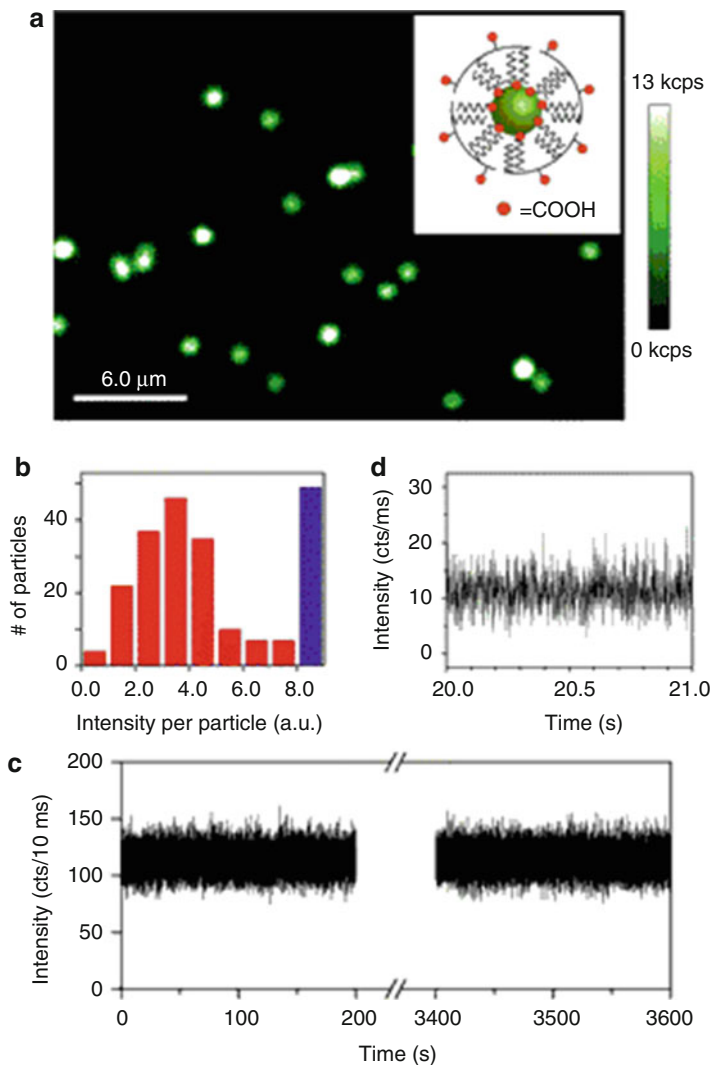 a
13 kcps
=COOH
0 kcps
6.0 μm
b
# of particles
40
20
0
0.0 2.0 4.0 6.0 8.0
Intensity per particle (a.u.)
d
Intensity (cts/ms)
30
20
10
0
20.0 20.5 21.0
Time (s)
c
Intensity (cts/10 ms)
200
150
100
50
0
0 100 200 3400 3500 3600
Time (s)